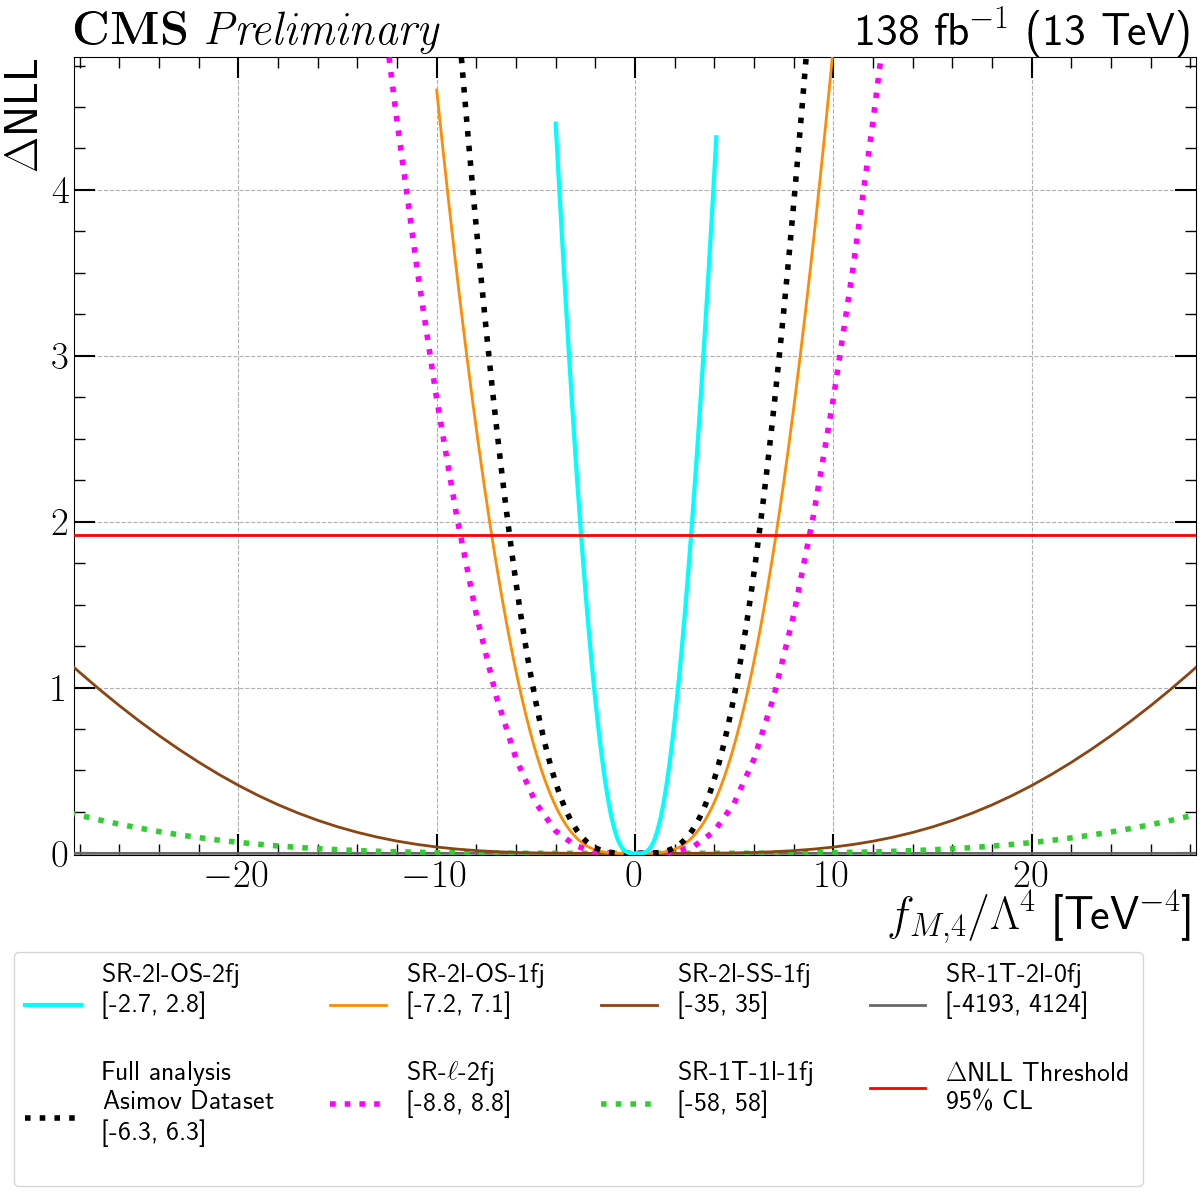 CMS Preliminary 138 fb⁻¹ (13 TeV)
ΔNLL
4
3
2
1
0
−20 −10 0 10 20
f_{M,4}/Λ⁴ [TeV⁻⁴]
SR-2l-OS-2fj
[-2.7, 2.8]
SR-2l-OS-1fj
[-7.2, 7.1]
SR-2l-SS-1fj
[-35, 35]
SR-1T-2l-0fj
[-4193, 4124]
Full analysis
Asimov Dataset
[-6.3, 6.3]
SR-ℓ-2fj
[-8.8, 8.8]
SR-1T-1l-1fj
[-58, 58]
ΔNLL Threshold
95% CL